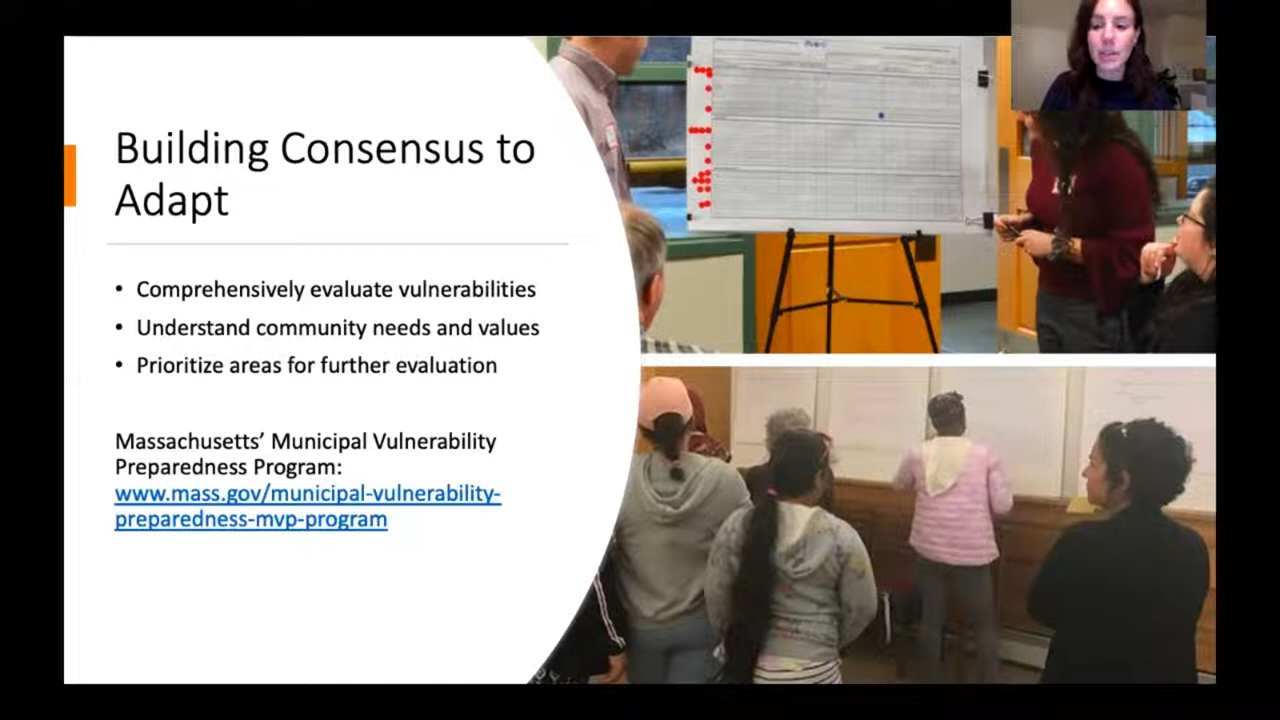 Building Consensus to
Adapt
• Comprehensively evaluate vulnerabilities
• Understand community needs and values
• Prioritize areas for further evaluation
Massachusetts’ Municipal Vulnerability
Preparedness Program:
www.mass.gov/municipal-vulnerability-
preparedness-mvp-program